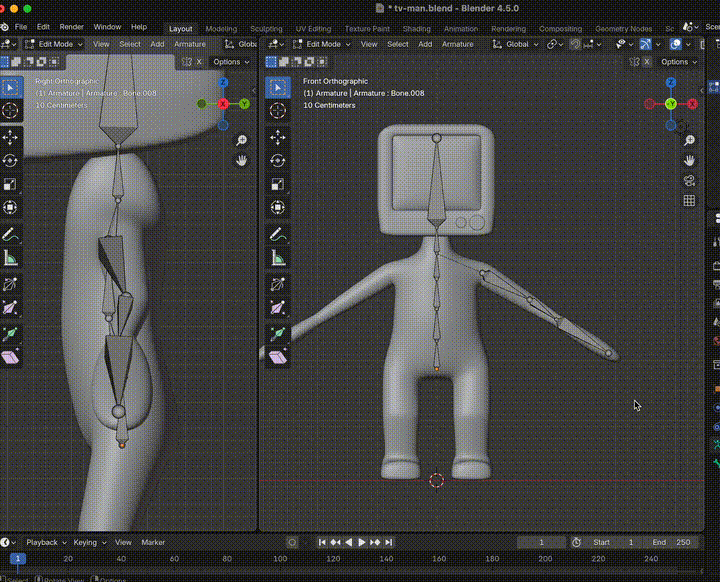 * tv-man.blend - Blender 4.5.0
File Edit Render Window Help Layout Modeling Sculpting UV Editing Texture Paint Shading Animation Rendering Compositing Geometry Nodes
Edit Mode View Select Add Armature Edit Mode View Select Add Armature Global
X Options X Options
Right Orthographic
(1) Armature | Armature : Bone.008
10 Centimeters
Z
X
Y
Front Orthographic
(1) Armature | Armature : Bone.008
10 Centimeters
Z
-Y
X
Playback Keying View Marker 1 Start 1 End 250
1 20 40 60 80 100 120 140 160 180 200 220 240
Select Rotate View Options